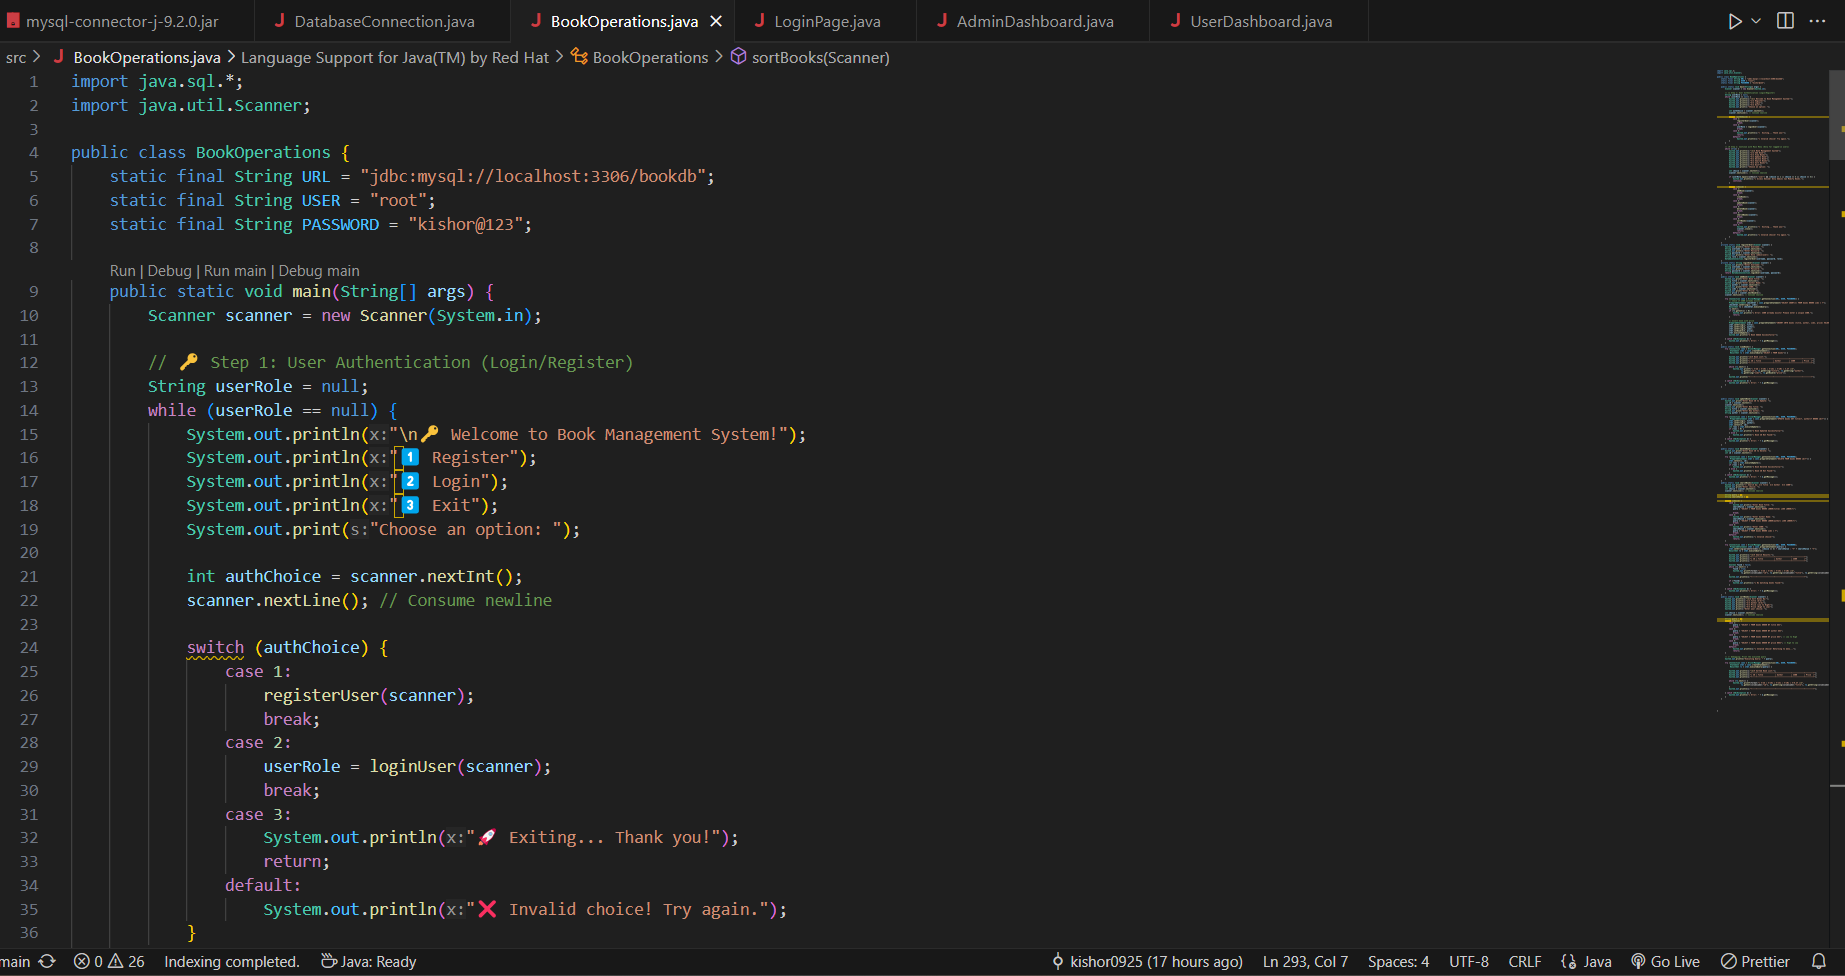 mysql-connector-j-9.2.0.jar J DatabaseConnection.java J BookOperations.java J LoginPage.java J AdminDashboard.java J UserDashboard.java
src > J BookOperations.java > Language Support for Java(TM) by Red Hat > BookOperations > sortBooks(Scanner)
1 import java.sql.*;
2 import java.util.Scanner;
3
4 public class BookOperations {
5 static final String URL = "jdbc:mysql://localhost:3306/bookdb";
6 static final String USER = "root";
7 static final String PASSWORD = "kishor@123";
8
Run | Debug | Run main | Debug main
9 public static void main(String[] args) {
10 Scanner scanner = new Scanner(System.in);
11
12 // 🔑 Step 1: User Authentication (Login/Register)
13 String userRole = null;
14 while (userRole == null) {
15 System.out.println(x:"\n🔑 Welcome to Book Management System!");
16 System.out.println(x:"1️⃣ Register");
17 System.out.println(x:"2️⃣ Login");
18 System.out.println(x:"3️⃣ Exit");
19 System.out.print(s:"Choose an option: ");
20
21 int authChoice = scanner.nextInt();
22 scanner.nextLine(); // Consume newline
23
24 switch (authChoice) {
25 case 1:
26 registerUser(scanner);
27 break;
28 case 2:
29 userRole = loginUser(scanner);
30 break;
31 case 3:
32 System.out.println(x:"🚀 Exiting... Thank you!");
33 return;
34 default:
35 System.out.println(x:"❌ Invalid choice! Try again.");
36 }
main 0 26 Indexing completed. Java: Ready kishor0925 (17 hours ago) Ln 293, Col 7 Spaces: 4 UTF-8 CRLF Java Go Live Prettier